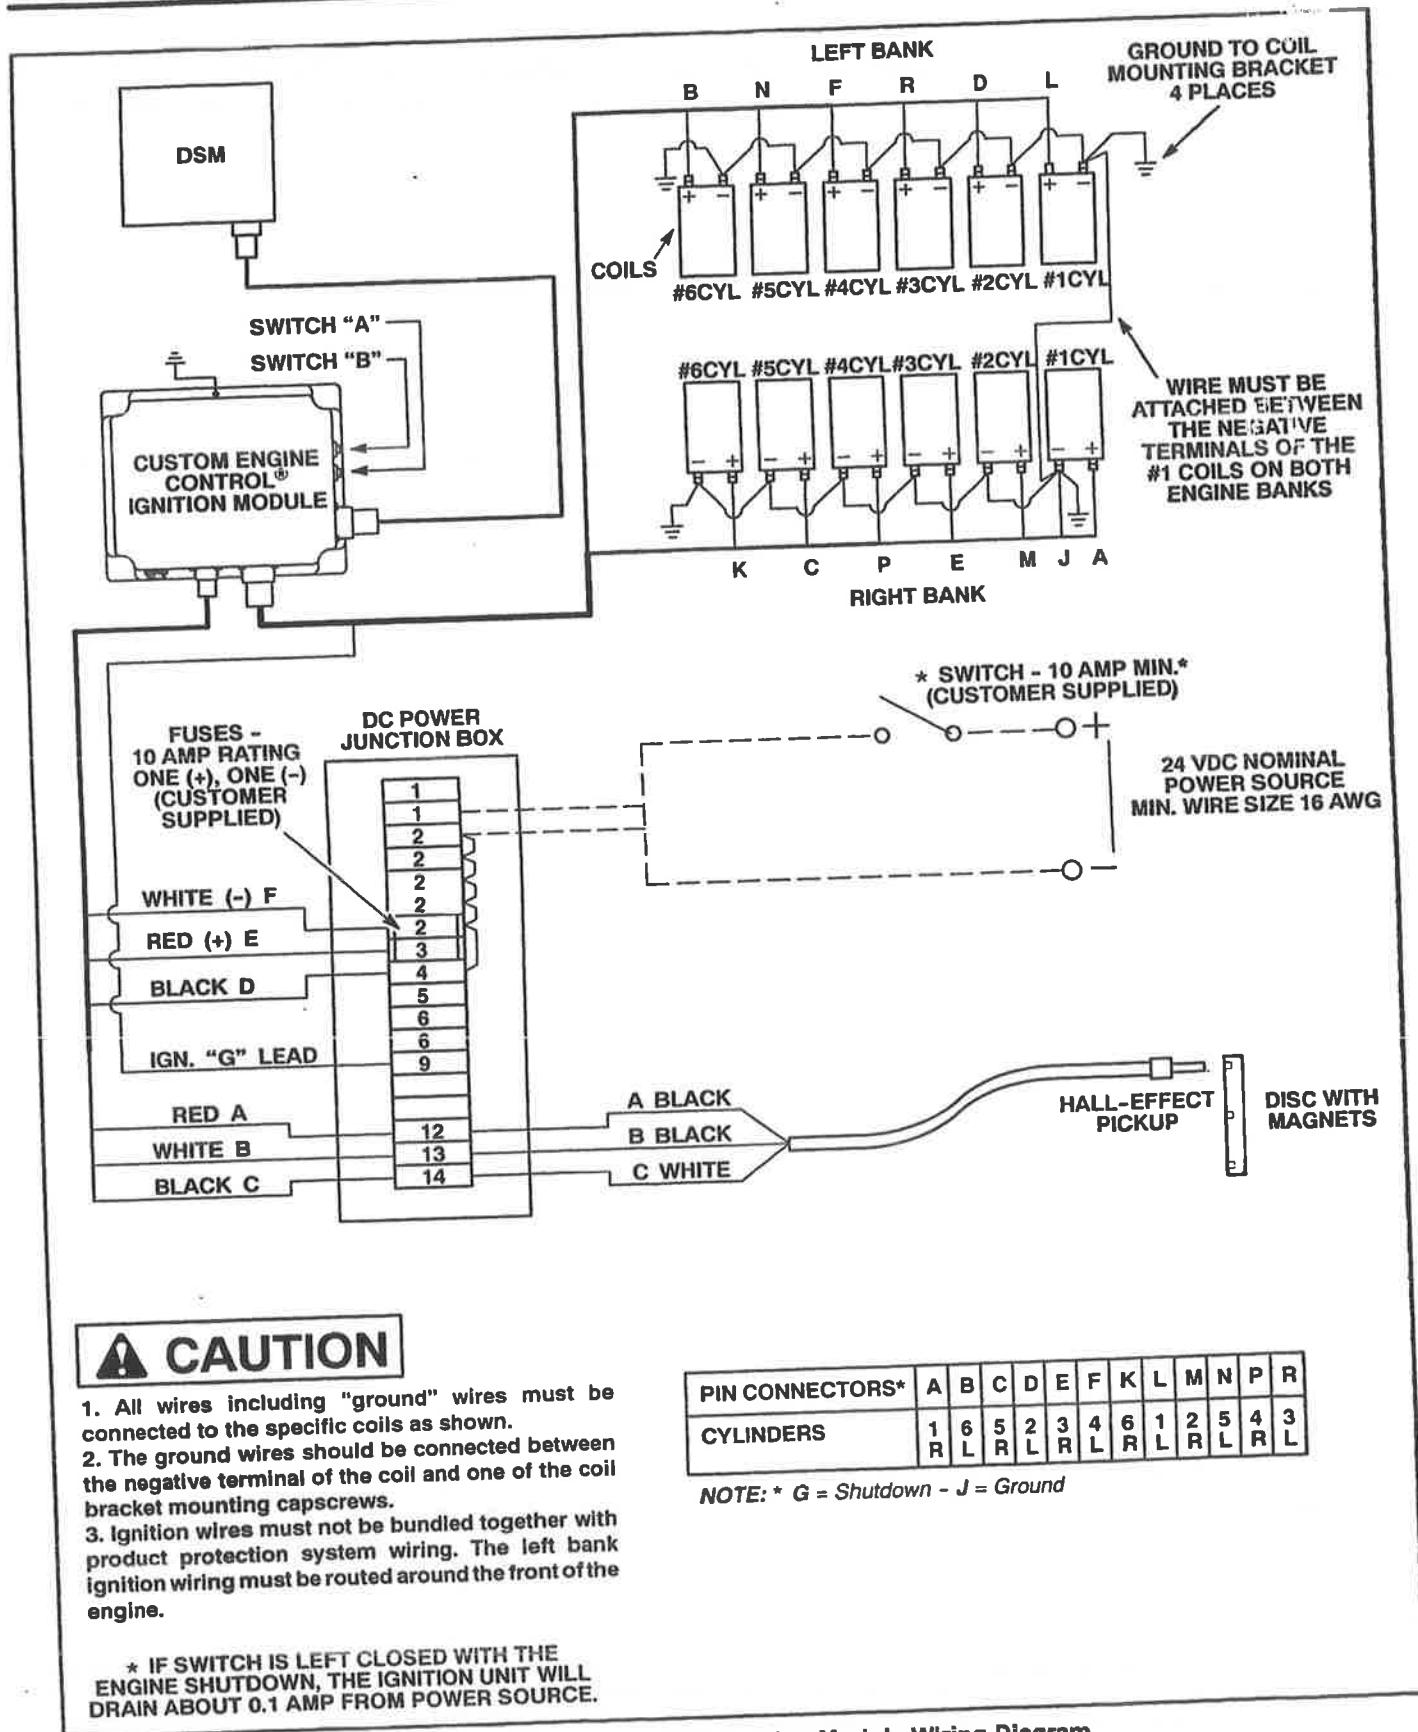 LEFT BANK
GROUND TO COIL
MOUNTING BRACKET
4 PLACES
B N F R D L
DSM
+ − + − + − + − + − + −
COILS
#6CYL #5CYL #4CYL #3CYL #2CYL #1CYL
SWITCH "A"
SWITCH "B"
#6CYL #5CYL #4CYL #3CYL #2CYL #1CYL
− + − + − + − + − + − +
WIRE MUST BE
ATTACHED BETWEEN
THE NEGATIVE
TERMINALS OF THE
#1 COILS ON BOTH
ENGINE BANKS
CUSTOM ENGINE
CONTROL®
IGNITION MODULE
K C P E M J A
RIGHT BANK
* SWITCH - 10 AMP MIN.*
(CUSTOMER SUPPLIED)
+
24 VDC NOMINAL
POWER SOURCE
MIN. WIRE SIZE 16 AWG
−
FUSES -
10 AMP RATING
ONE (+), ONE (-)
(CUSTOMER
SUPPLIED)
DC POWER
JUNCTION BOX
1
1
2
2
2
2
2
3
4
5
6
6
9
12
13
14
WHITE (-) F
RED (+) E
BLACK D
IGN. "G" LEAD
RED A
WHITE B
BLACK C
A BLACK
B BLACK
C WHITE
HALL-EFFECT
PICKUP
DISC WITH
MAGNETS
CAUTION
1. All wires including "ground" wires must be
connected to the specific coils as shown.
2. The ground wires should be connected between
the negative terminal of the coil and one of the coil
bracket mounting capscrews.
3. Ignition wires must not be bundled together with
product protection system wiring. The left bank
ignition wiring must be routed around the front of the
engine.
* IF SWITCH IS LEFT CLOSED WITH THE
ENGINE SHUTDOWN, THE IGNITION UNIT WILL
DRAIN ABOUT 0.1 AMP FROM POWER SOURCE.
PIN CONNECTORS* A B C D E F K L M N P R
CYLINDERS 1R 6L 5R 2L 3R 4L 6R 1L 2R 5L 4R 3L
NOTE: * G = Shutdown - J = Ground
Module Wiring Diagram